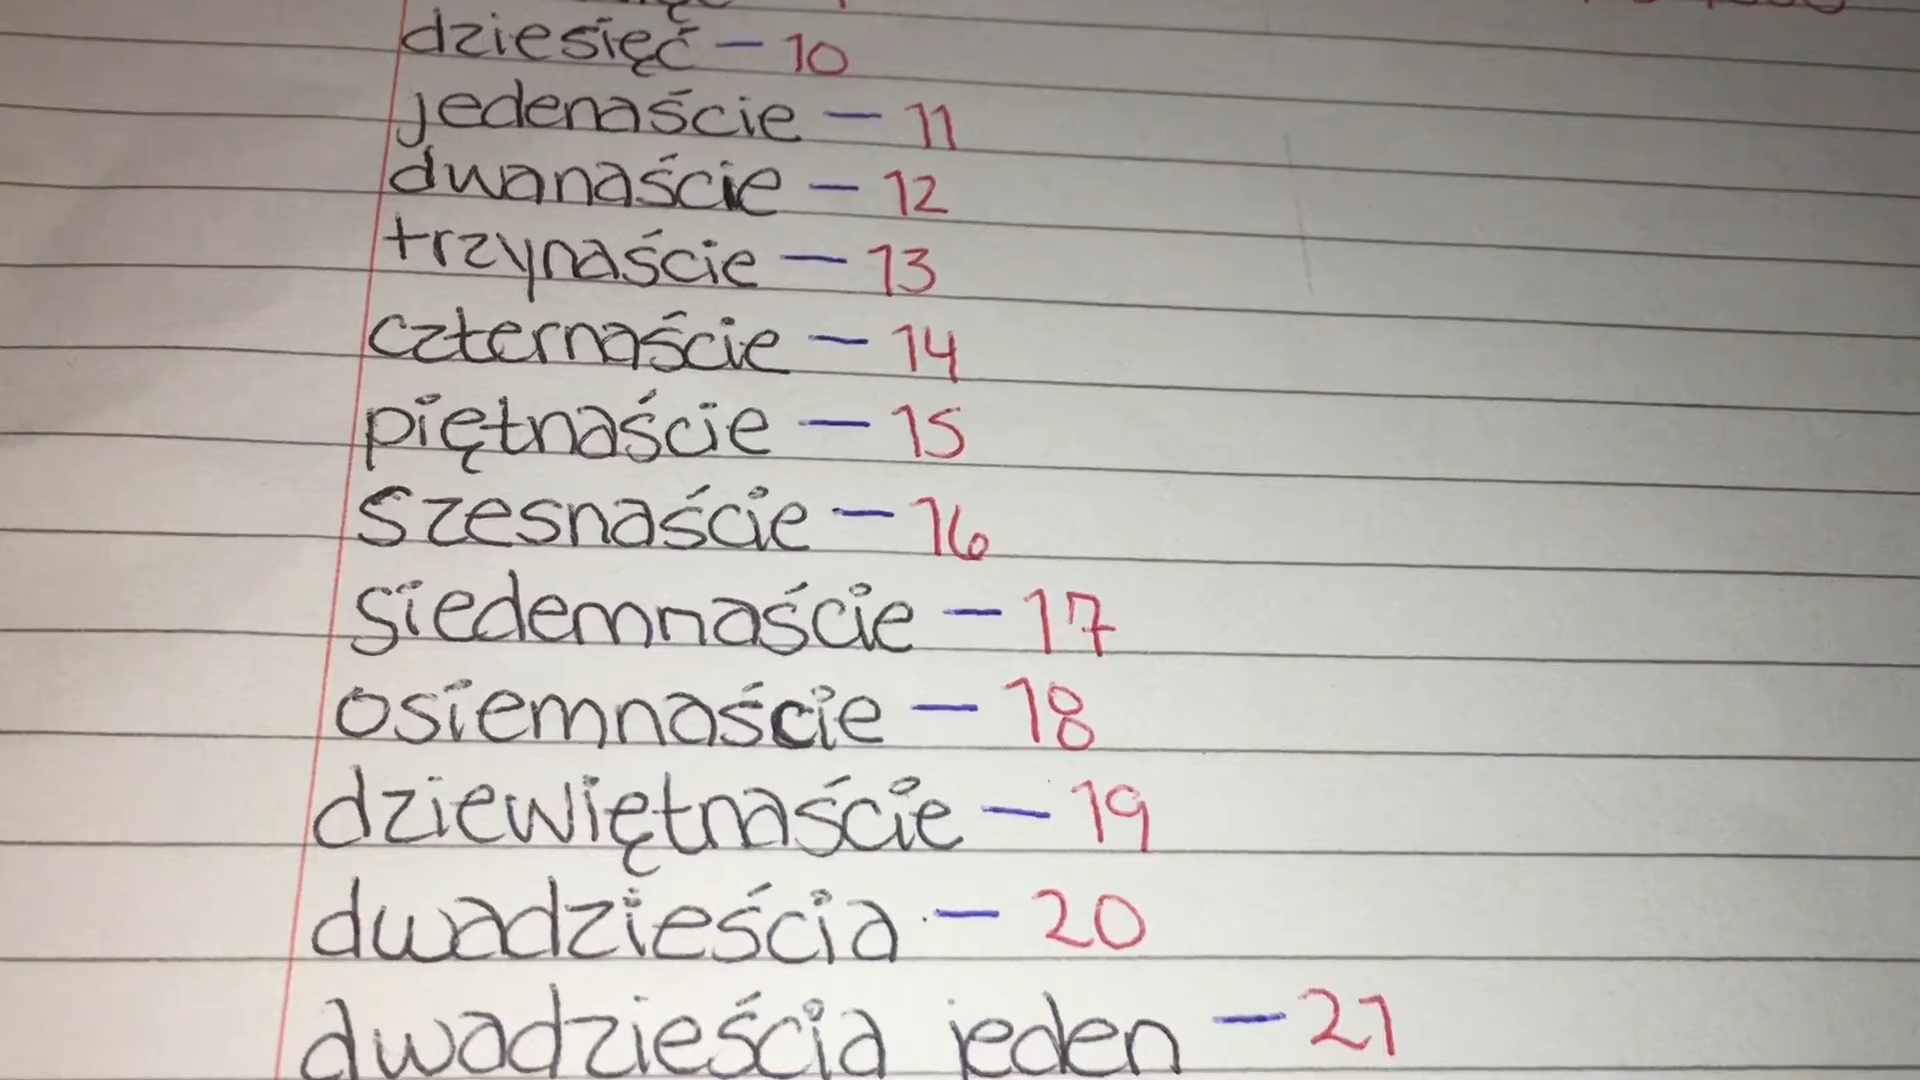 dziesięć – 10
jedenaście – 11
dwanaście – 12
trzynaście – 13
czternaście – 14
piętnaście – 15
szesnaście – 16
siedemnaście – 17
osiemnaście – 18
dziewiętnaście – 19
dwadzieścia – 20
dwadzieścia jeden – 21